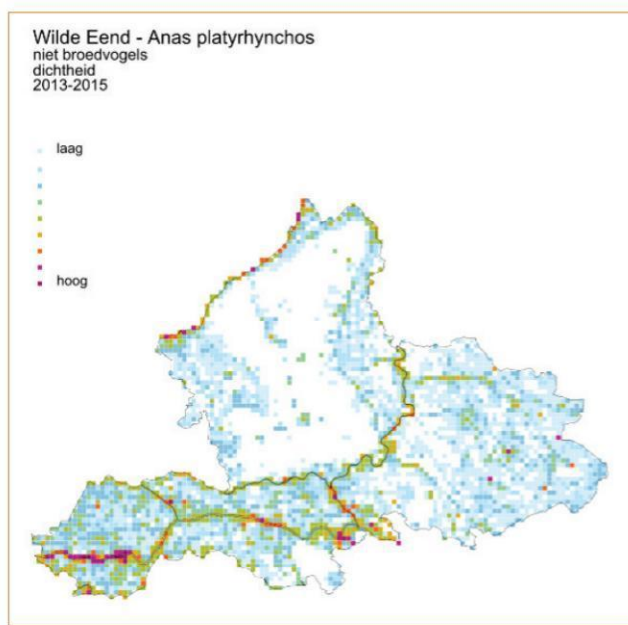 Wilde Eend - Anas platyrhynchos
niet broedvogels
dichtheid
2013-2015
laag
hoog